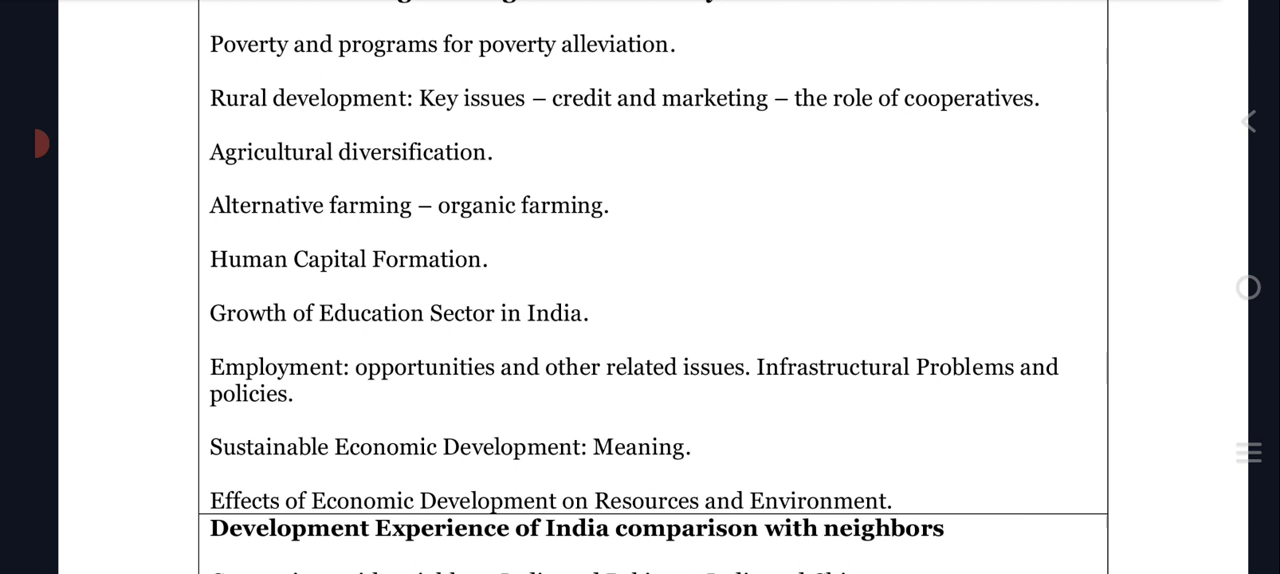 Poverty and programs for poverty alleviation.
Rural development: Key issues – credit and marketing – the role of cooperatives.
Agricultural diversification.
Alternative farming – organic farming.
Human Capital Formation.
Growth of Education Sector in India.
Employment: opportunities and other related issues. Infrastructural Problems and
policies.
Sustainable Economic Development: Meaning.
Effects of Economic Development on Resources and Environment.
Development Experience of India comparison with neighbors